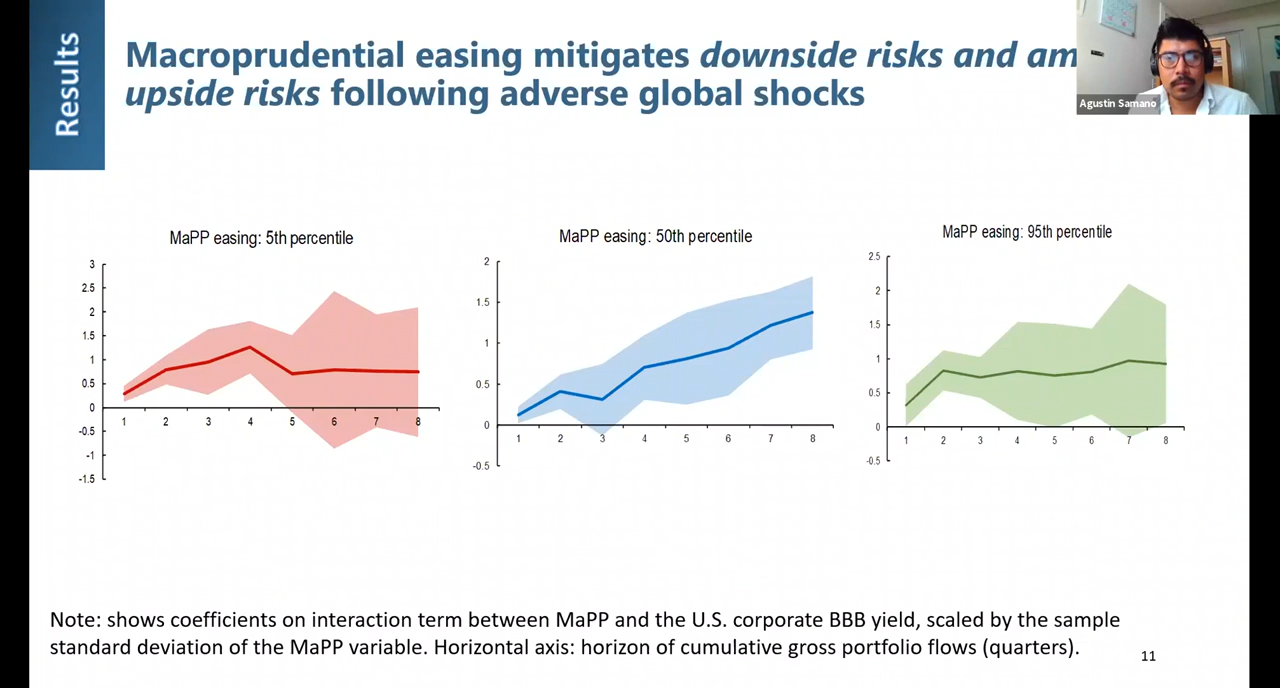 Results
Macroprudential easing mitigates downside risks and am
upside risks following adverse global shocks
Agustin Samano
MaPP easing: 5th percentile
3
2.5
2
1.5
1
0.5
0
-0.5
-1
-1.5
1 2 3 4 5 6 7 8
MaPP easing: 50th percentile
2
1.5
1
0.5
0
-0.5
1 2 3 4 5 6 7 8
MaPP easing: 95th percentile
2.5
2
1.5
1
0.5
0
-0.5
1 2 3 4 5 6 7 8
Note: shows coefficients on interaction term between MaPP and the U.S. corporate BBB yield, scaled by the sample
standard deviation of the MaPP variable. Horizontal axis: horizon of cumulative gross portfolio flows (quarters).
11